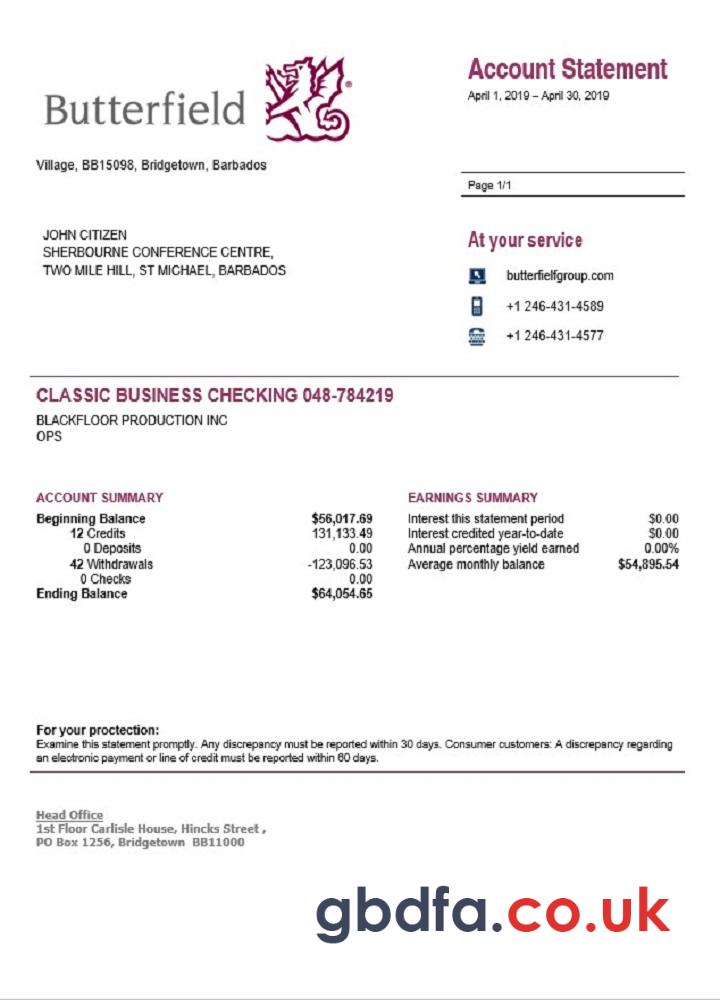 Butterfield
Account Statement
April 1, 2019 – April 30, 2019
Village, BB15098, Bridgetown, Barbados
Page 1/1
JOHN CITIZEN
SHERBOURNE CONFERENCE CENTRE,
TWO MILE HILL, ST MICHAEL, BARBADOS
At your service
butterfielfgroup.com
+1 246-431-4589
+1 246-431-4577
CLASSIC BUSINESS CHECKING 048-784219
BLACKFLOOR PRODUCTION INC
OPS
ACCOUNT SUMMARY
Beginning Balance $56,017.69
12 Credits 131,133.49
0 Deposits 0.00
42 Withdrawals -123,096.53
0 Checks 0.00
Ending Balance $64,054.65
EARNINGS SUMMARY
Interest this statement period $0.00
Interest credited year-to-date $0.00
Annual percentage yield earned 0.00%
Average monthly balance $54,895.54
For your proctection:
Examine this statement promptly. Any discrepancy must be reported within 30 days. Consumer customers: A discrepancy regarding
an electronic payment or line of credit must be reported within 60 days.
Head Office
1st Floor Carlisle House, Hincks Street ,
PO Box 1256, Bridgetown BB11000
gbdfa.co.uk